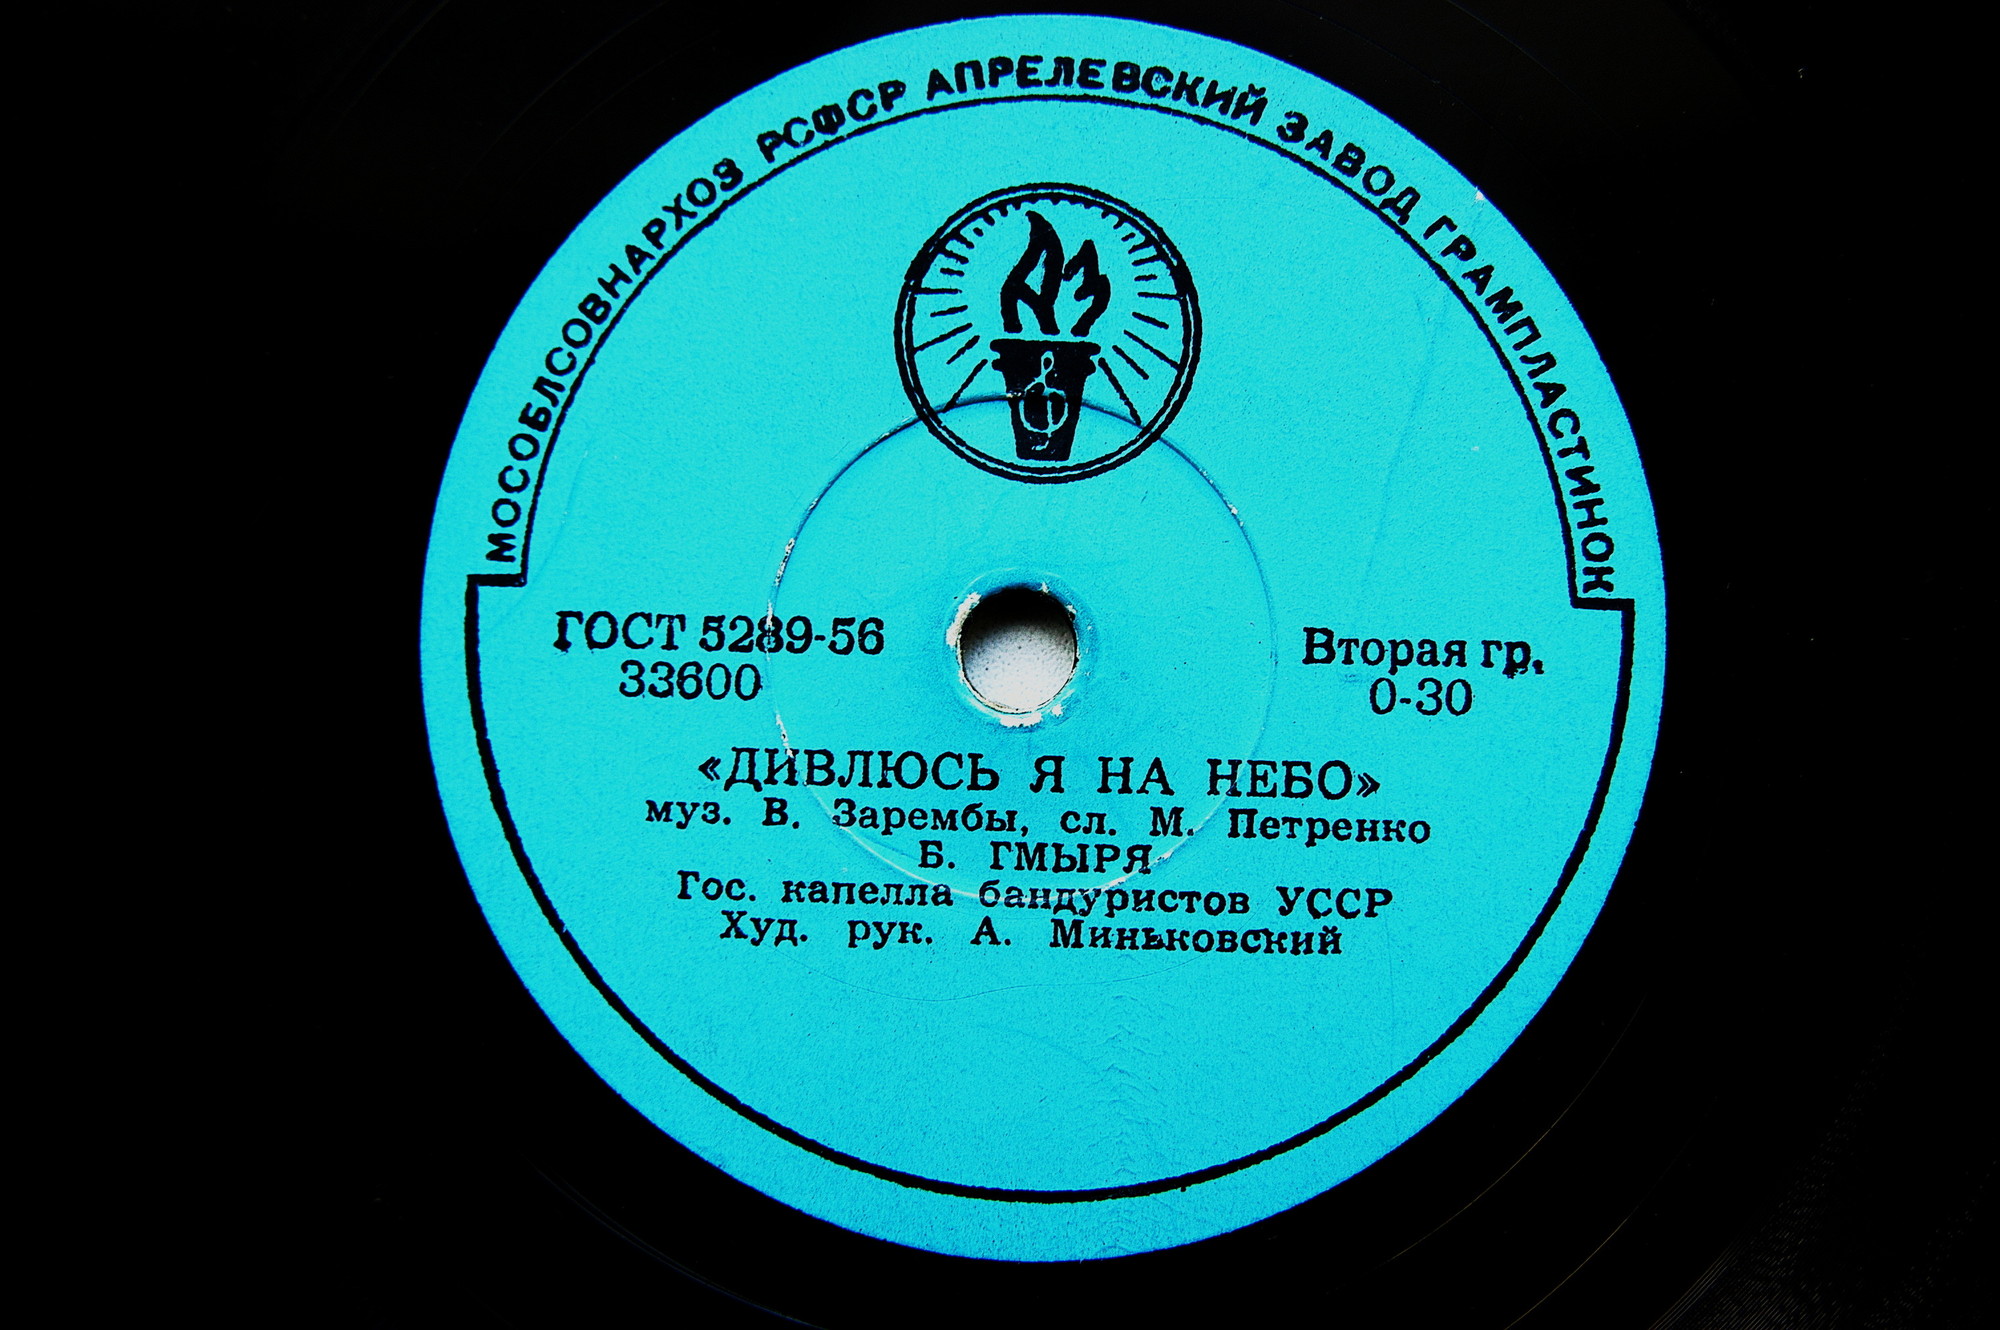 МОСОБЛСОВНАРХОЗ РСФСР АПРЕЛЕВСКИЙ ЗАВОД ГРАМПЛАСТИНОК
АЗ
ГОСТ 5289-56
33600
Вторая гр.
0-30
«ДИВЛЮСЬ Я НА НЕБО»
муз. В. Зарембы, сл. М. Петренко
Б. ГМЫРЯ
Гос. капелла бандуристов УССР
Худ. рук. А. Миньковский